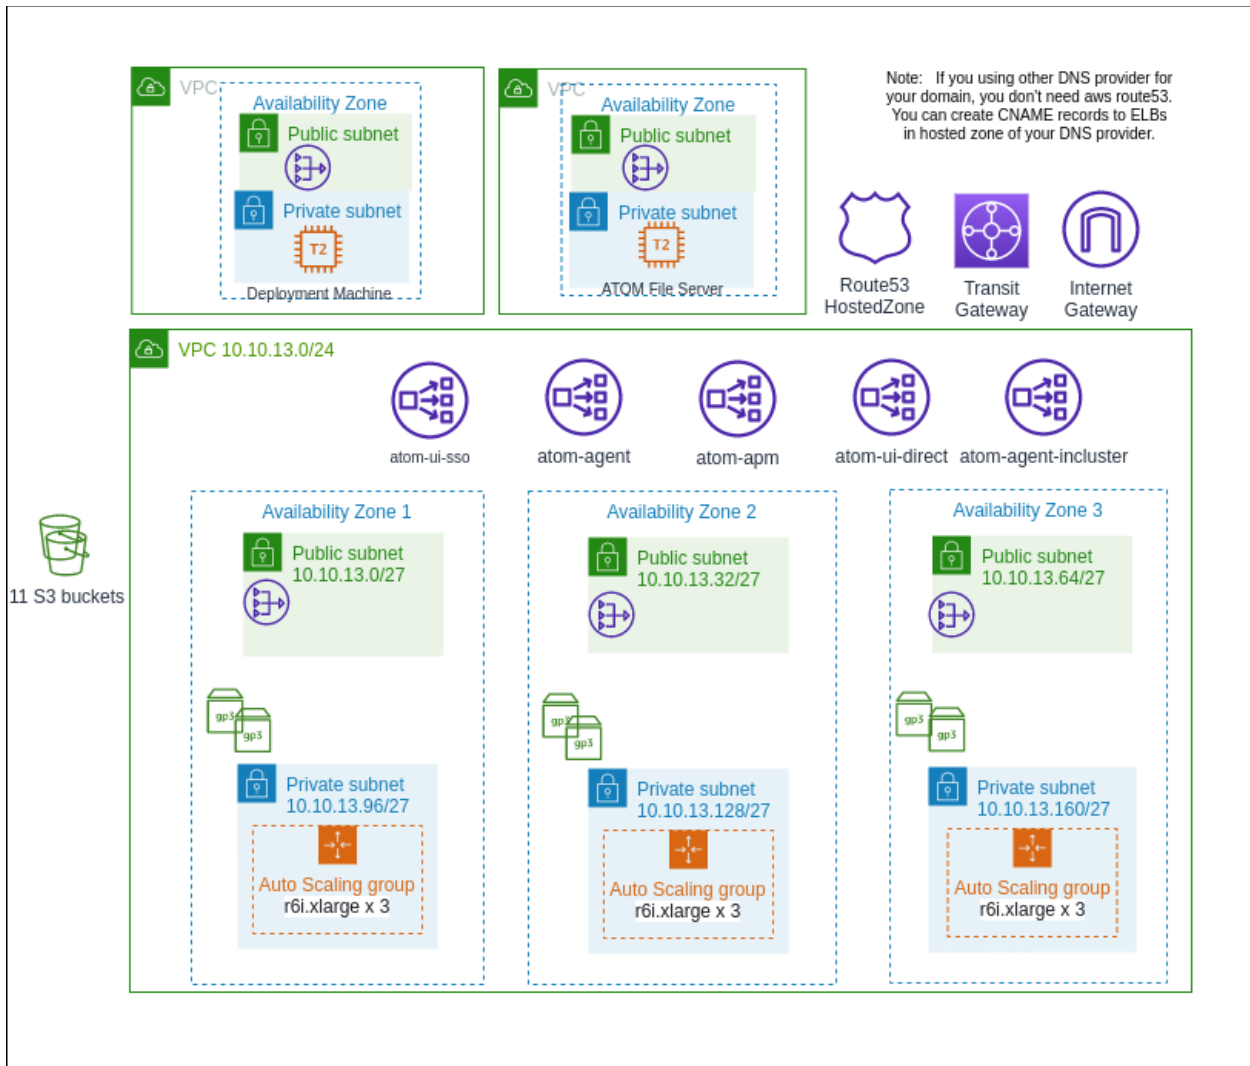 VPC
Availability Zone
Public subnet
Private subnet
T2
Deployment Machine
VPC
Availability Zone
Public subnet
Private subnet
T2
ATOM File Server
Note: If you using other DNS provider for
your domain, you don't need aws route53.
You can create CNAME records to ELBs
in hosted zone of your DNS provider.
Route53
HostedZone
Transit
Gateway
Internet
Gateway
VPC 10.10.13.0/24
atom-ui-sso
atom-agent
atom-apm
atom-ui-direct
atom-agent-incluster
11 S3 buckets
Availability Zone 1
Public subnet
10.10.13.0/27
gp3
gp3
Private subnet
10.10.13.96/27
Auto Scaling group
r6i.xlarge x 3
Availability Zone 2
Public subnet
10.10.13.32/27
gp3
gp3
Private subnet
10.10.13.128/27
Auto Scaling group
r6i.xlarge x 3
Availability Zone 3
Public subnet
10.10.13.64/27
gp3
gp3
Private subnet
10.10.13.160/27
Auto Scaling group
r6i.xlarge x 3